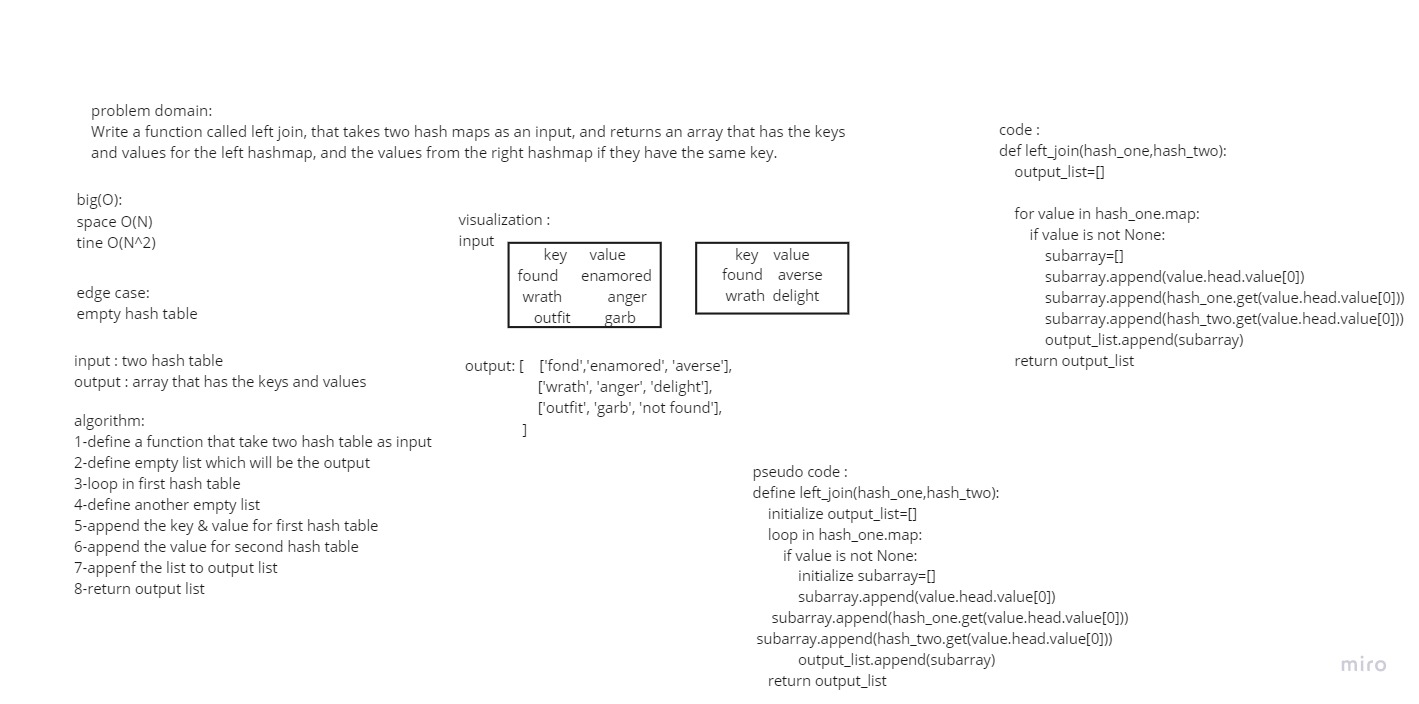 problem domain:
Write a function called left join, that takes two hash maps as an input, and returns an array that has the keys
and values for the left hashmap, and the values from the right hashmap if they have the same key.
big(O):
space O(N)
tine O(N^2)
edge case:
empty hash table
input : two hash table
output : array that has the keys and values
algorithm:
1-define a function that take two hash table as input
2-define empty list which will be the output
3-loop in first hash table
4-define another empty list
5-append the key & value for first hash table
6-append the value for second hash table
7-appenf the list to output list
8-return output list
visualization :
input
key value
found enamored
wrath anger
outfit garb
key value
found averse
wrath delight
output: [ ['fond','enamored', 'averse'],
['wrath', 'anger', 'delight'],
['outfit', 'garb', 'not found'],
]
pseudo code :
define left_join(hash_one,hash_two):
initialize output_list=[]
loop in hash_one.map:
if value is not None:
initialize subarray=[]
subarray.append(value.head.value[0])
subarray.append(hash_one.get(value.head.value[0]))
subarray.append(hash_two.get(value.head.value[0]))
output_list.append(subarray)
return output_list
code :
def left_join(hash_one,hash_two):
output_list=[]
for value in hash_one.map:
if value is not None:
subarray=[]
subarray.append(value.head.value[0])
subarray.append(hash_one.get(value.head.value[0]))
subarray.append(hash_two.get(value.head.value[0]))
output_list.append(subarray)
return output_list
miro